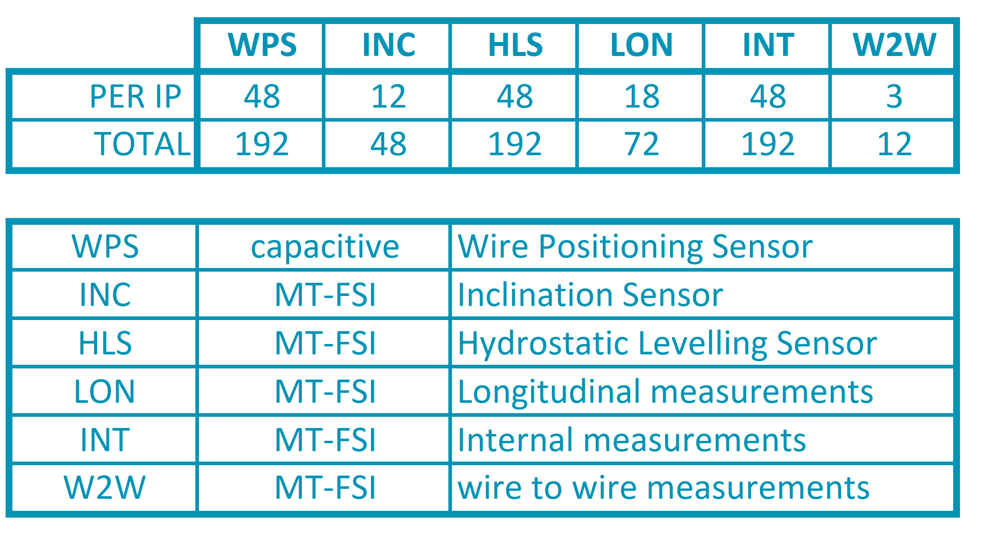 WPS INC HLS LON INT W2W
PER IP 48 12 48 18 48 3
TOTAL 192 48 192 72 192 12
WPS capacitive Wire Positioning Sensor
INC MT-FSI Inclination Sensor
HLS MT-FSI Hydrostatic Levelling Sensor
LON MT-FSI Longitudinal measurements
INT MT-FSI Internal measurements
W2W MT-FSI wire to wire measurements